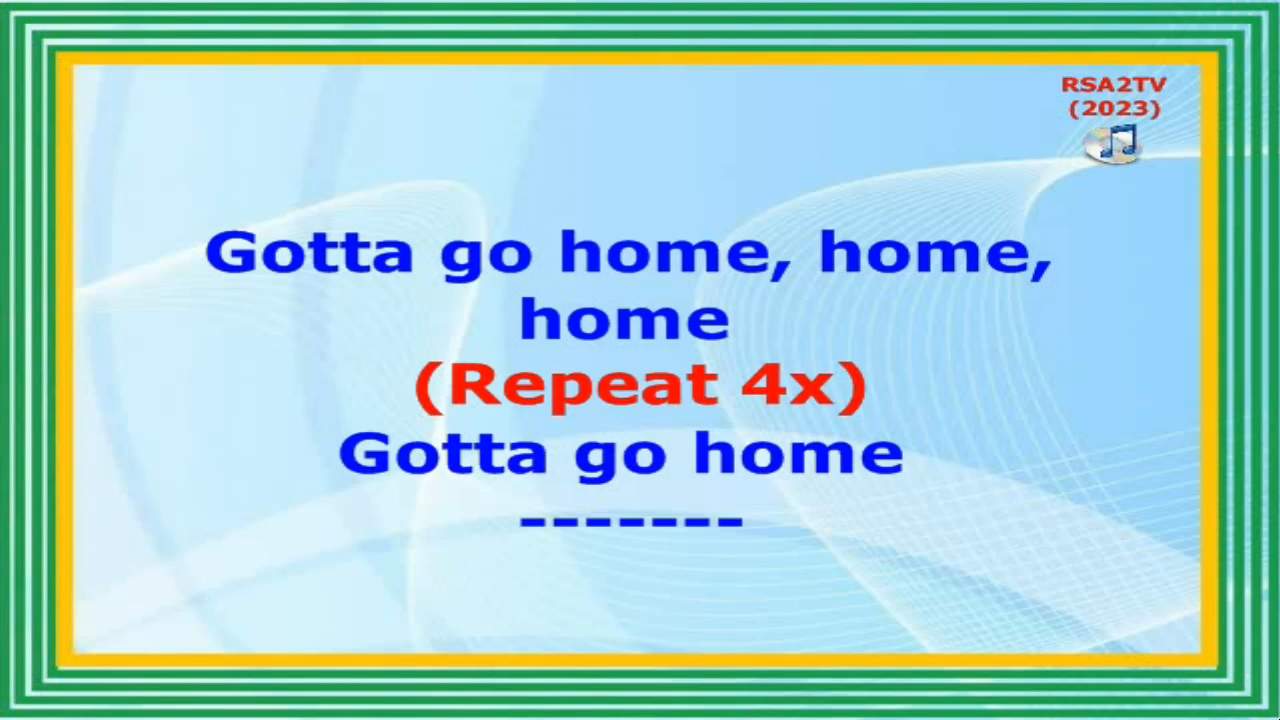 RSA2TV
(2023)
Gotta go home, home,
home
(Repeat 4x)
Gotta go home
-------